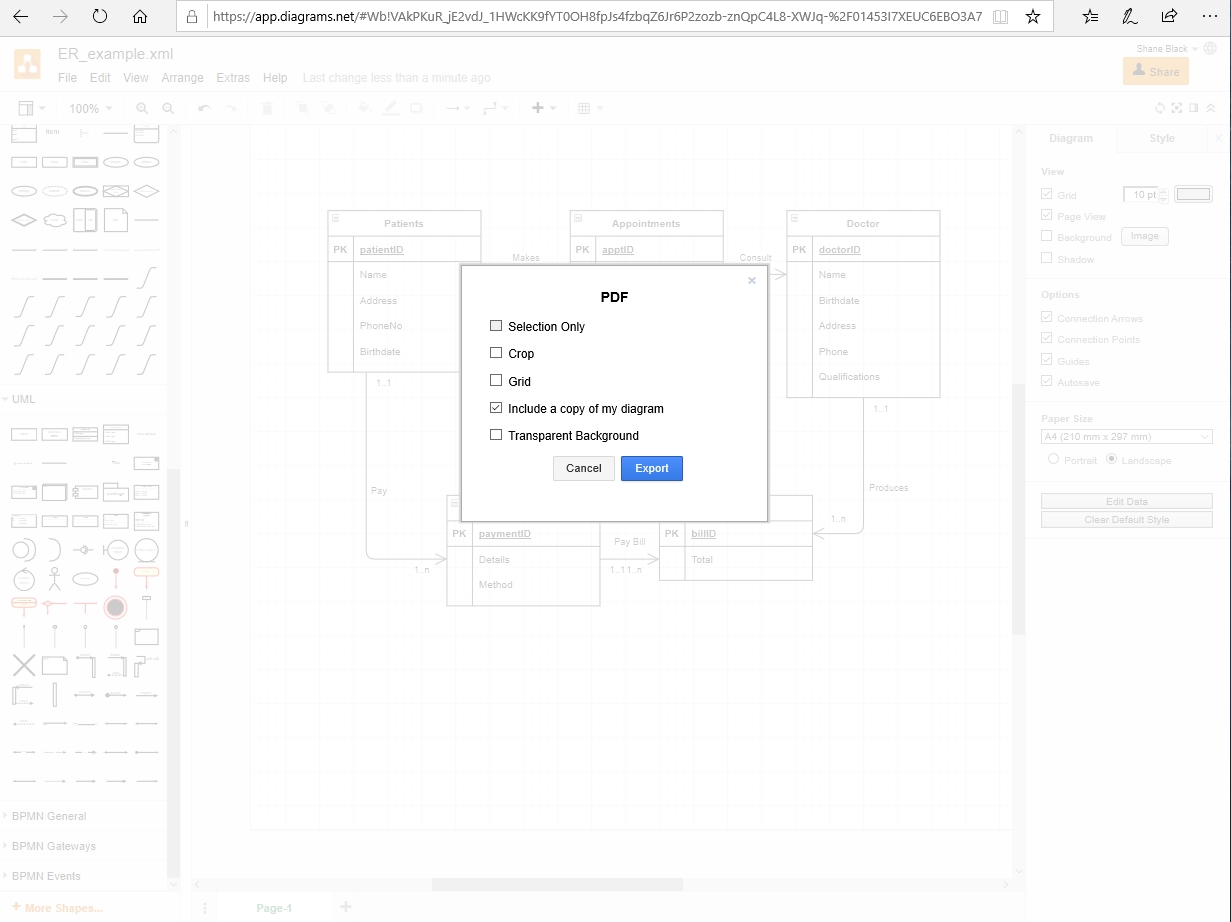 https://app.diagrams.net/#Wb!VAkPKuR_jE2vdJ_1HWcKK9fYT0OH8fpJs4fzbqZ6Jr6P2zozb-znQpC4L8-XWJq-%2F01453I7XEUC6EBO3A7
ER_example.xml
Shane Black
File Edit View Arrange Extras Help Last change less than a minute ago
Share
100%
UML
BPMN General
BPMN Gateways
BPMN Events
+ More Shapes...
Patients
PK patientID
Name
Address
PhoneNo
Birthdate
Makes
Appointments
PK apptID
Consult
Doctor
PK doctorID
Name
Birthdate
Address
Phone
Qualifications
1..1
1..1
Pay
Produces
1..n
1..n
PK paymentID
Details
Method
Pay Bill
1..1 1..n
PK billID
Total
PDF
Selection Only
Crop
Grid
Include a copy of my diagram
Transparent Background
Cancel Export
Diagram Style
View
Grid 10 pt
Page View
Background Image
Shadow
Options
Connection Arrows
Connection Points
Guides
Autosave
Paper Size
A4 (210 mm x 297 mm)
Portrait Landscape
Edit Data
Clear Default Style
Page-1